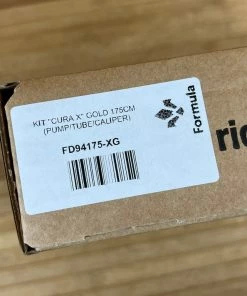 KIT "CURA X" GOLD 175CM
(PUMP/TUBE/CALIPER)
FD94175-XG
Formula